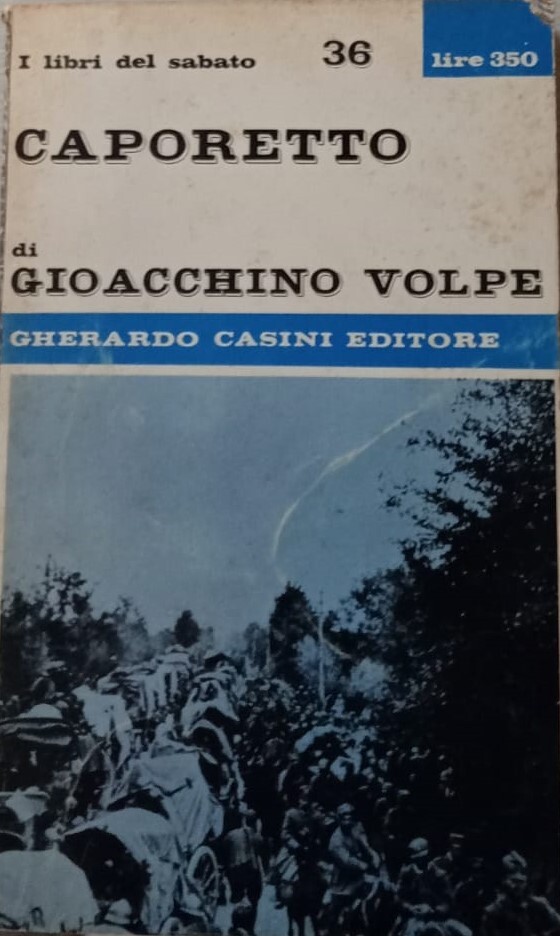 I libri del sabato 36 lire 350
CAPORETTO
di
GIOACCHINO VOLPE
GHERARDO CASINI EDITORE